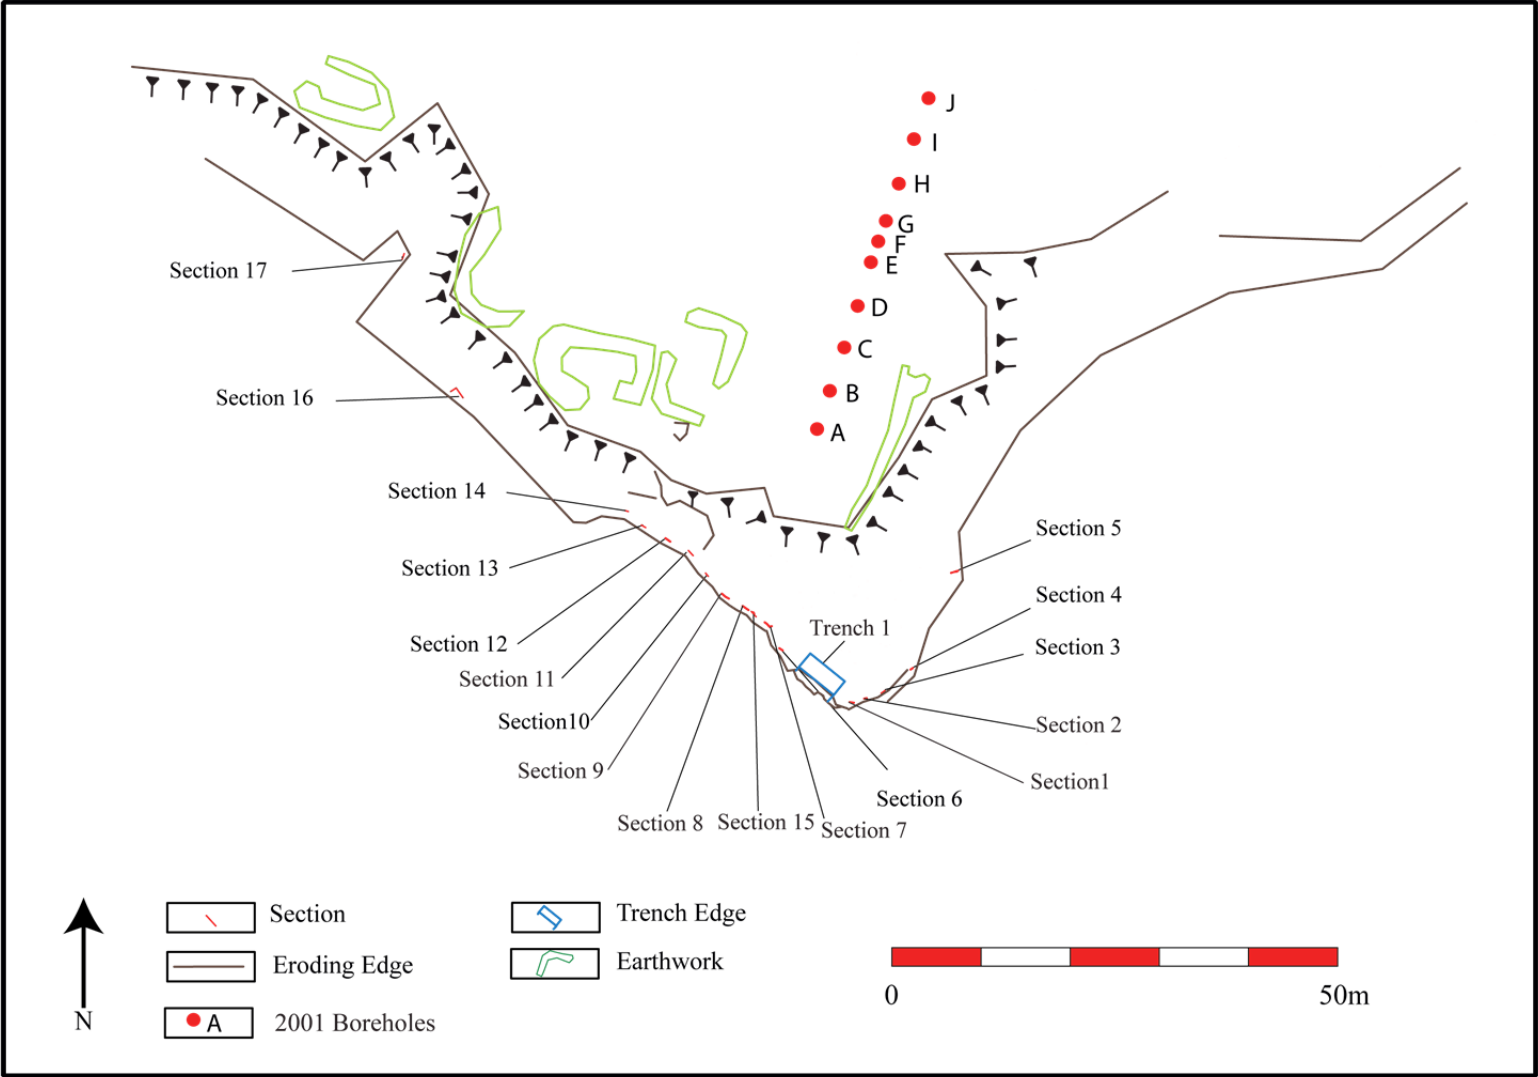 J
I
H
G
F
E
D
C
B
A
Section 17
Section 16
Section 14
Section 13
Section 12
Section 11
Section10
Section 9
Section 8
Section 15
Section 7
Section 6
Trench 1
Section 5
Section 4
Section 3
Section 2
Section1
N
Section
Eroding Edge
A
2001 Boreholes
Trench Edge
Earthwork
0
50m